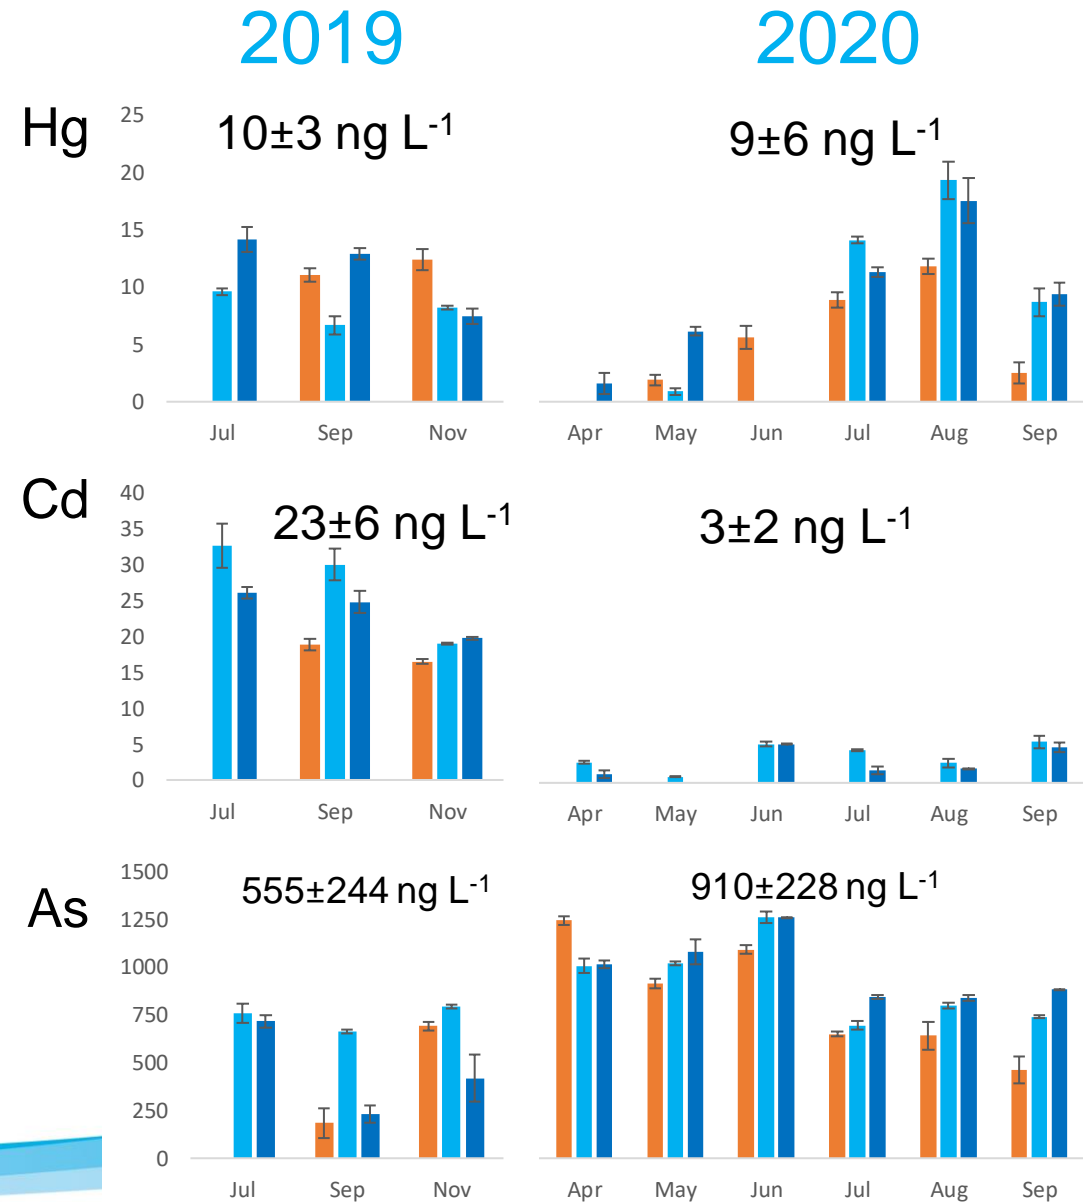 2019 2020
Hg
10±3 ng L-1 9±6 ng L-1
25
20
15
10
5
0
Jul Sep Nov Apr May Jun Jul Aug Sep
Cd
23±6 ng L-1 3±2 ng L-1
40
35
30
25
20
15
10
5
0
Jul Sep Nov Apr May Jun Jul Aug Sep
As
555±244 ng L-1 910±228 ng L-1
1500
1250
1000
750
500
250
0
Jul Sep Nov Apr May Jun Jul Aug Sep